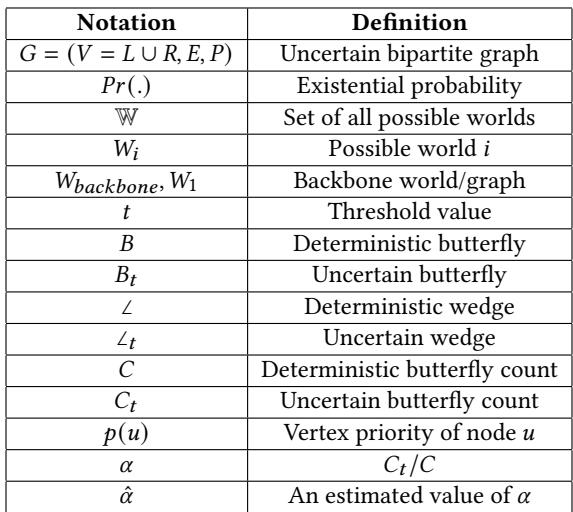 Notation Definition
G = (V = L ∪ R, E, P) Uncertain bipartite graph
Pr(.) Existential probability
𝕎 Set of all possible worlds
W_i Possible world i
W_backbone, W_1 Backbone world/graph
t Threshold value
B Deterministic butterfly
B_t Uncertain butterfly
∠ Deterministic wedge
∠_t Uncertain wedge
C Deterministic butterfly count
C_t Uncertain butterfly count
p(u) Vertex priority of node u
α C_t/C
α̂ An estimated value of α